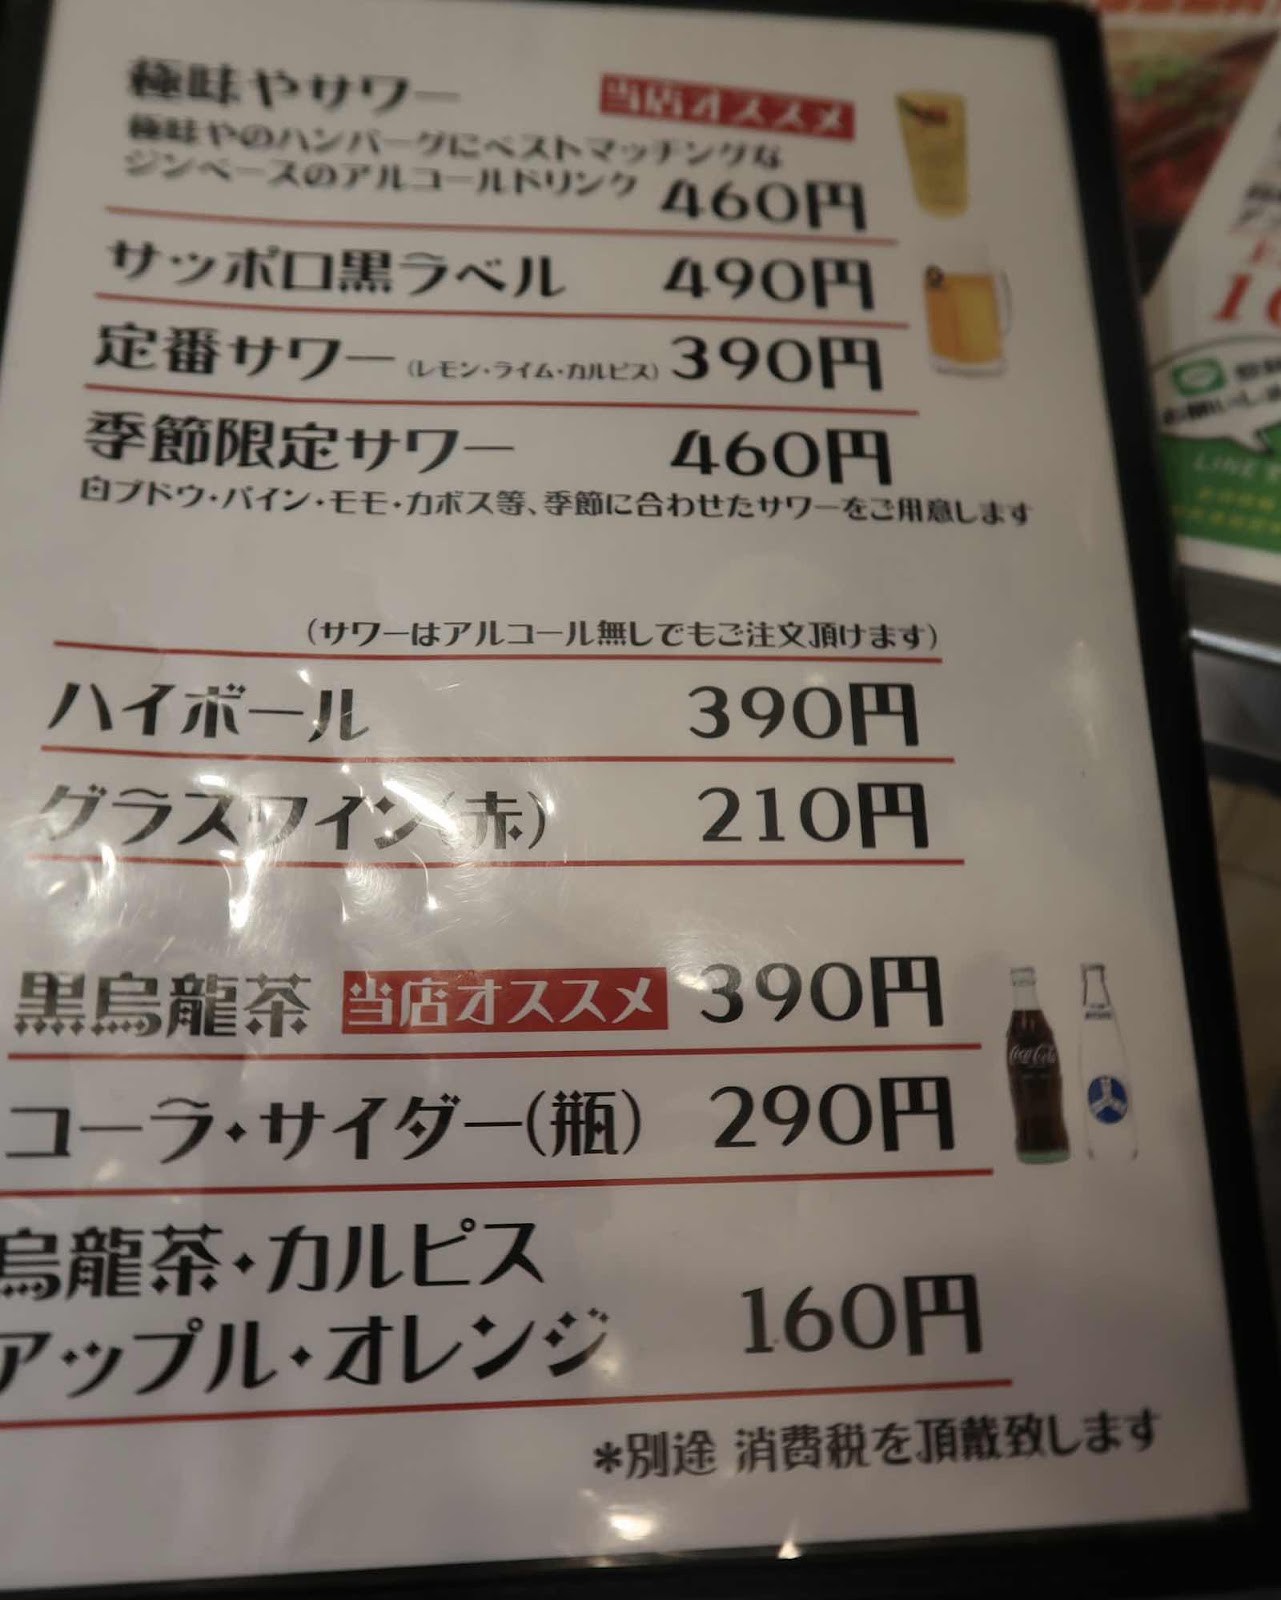 極味やサワー 当店オススメ
極味やのハンバーグにベストマッチングな
ジンベースのアルコールドリンク 460円
サッポロ黒ラベル 490円
定番サワー(レモン・ライム・カルピス) 390円
季節限定サワー 460円
白ブドウ・パイン・モモ・カボス等、季節に合わせたサワーをご用意します
(サワーはアルコール無しでもご注文頂けます)
ハイボール 390円
グラスワイン(赤) 210円
黒烏龍茶 当店オススメ 390円
コーラ・サイダー(瓶) 290円
Coca-Cola
烏龍茶・カルピス
アップル・オレンジ 160円
*別途 消費税を頂戴致します
LINE